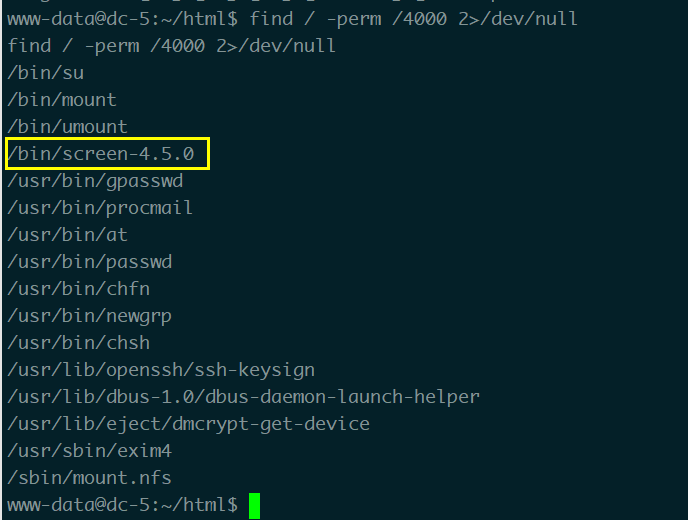 www-data@dc-5:~/html$ find / -perm /4000 2>/dev/null
find / -perm /4000 2>/dev/null
/bin/su
/bin/mount
/bin/umount
/bin/screen-4.5.0
/usr/bin/gpasswd
/usr/bin/procmail
/usr/bin/at
/usr/bin/passwd
/usr/bin/chfn
/usr/bin/newgrp
/usr/bin/chsh
/usr/lib/openssh/ssh-keysign
/usr/lib/dbus-1.0/dbus-daemon-launch-helper
/usr/lib/eject/dmcrypt-get-device
/usr/sbin/exim4
/sbin/mount.nfs
www-data@dc-5:~/html$